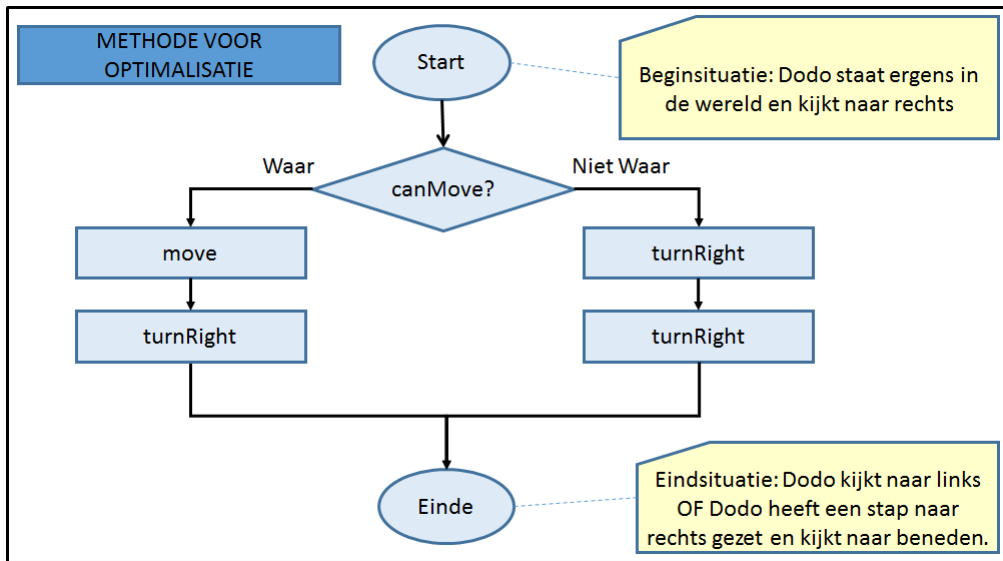 METHODE VOOR
OPTIMALISATIE
Start
Beginsituatie: Dodo staat ergens in
de wereld en kijkt naar rechts
Waar
Niet Waar
canMove?
move
turnRight
turnRight
turnRight
Einde
Eindsituatie: Dodo kijkt naar links
OF Dodo heeft een stap naar
rechts gezet en kijkt naar beneden.